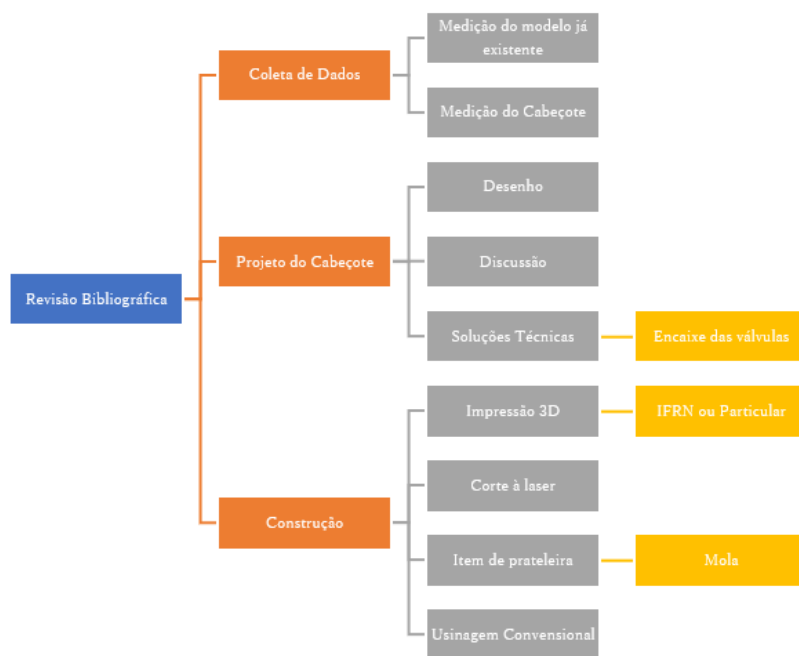 Revisão Bibliográfica
Coleta de Dados
Medição do modelo já
existente
Medição do Cabeçote
Projeto do Cabeçote
Desenho
Discussão
Soluções Técnicas
Encaixe das válvulas
Construção
Impressão 3D
IFRN ou Particular
Corte à laser
Item de prateleira
Mola
Usinagem Convensional